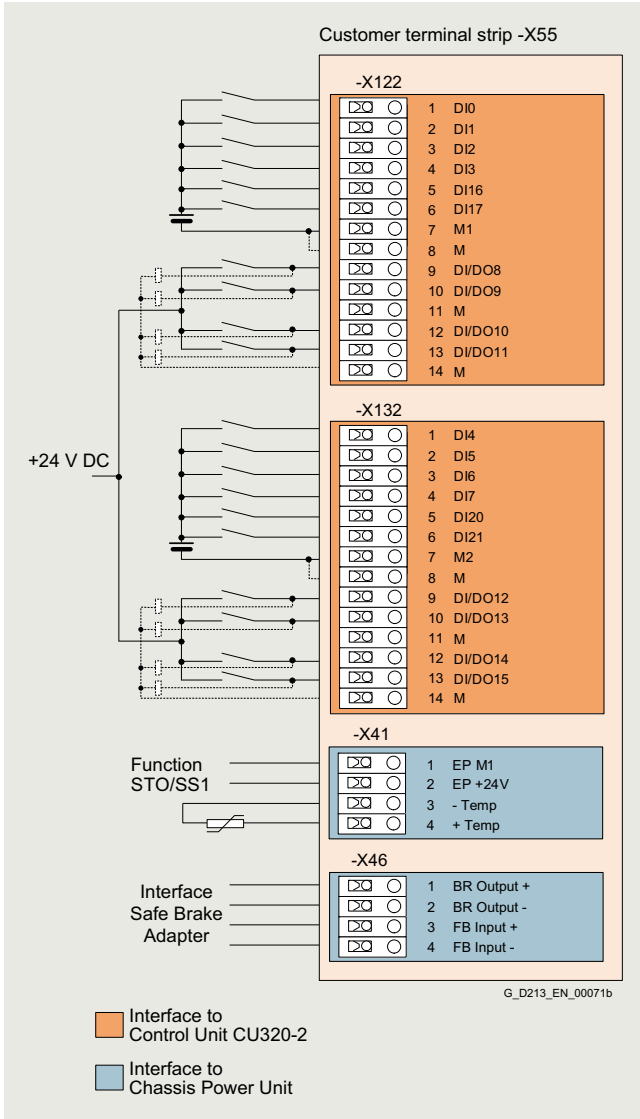 Customer terminal strip -X55
-X122
1 DI0
2 DI1
3 DI2
4 DI3
5 DI16
6 DI17
7 M1
8 M
9 DI/DO8
10 DI/DO9
11 M
12 DI/DO10
13 DI/DO11
14 M
+24 V DC
-X132
1 DI4
2 DI5
3 DI6
4 DI7
5 DI20
6 DI21
7 M2
8 M
9 DI/DO12
10 DI/DO13
11 M
12 DI/DO14
13 DI/DO15
14 M
Function
STO/SS1
-X41
1 EP M1
2 EP +24V
3 - Temp
4 + Temp
Interface
Safe Brake
Adapter
-X46
1 BR Output +
2 BR Output -
3 FB Input +
4 FB Input -
G_D213_EN_00071b
Interface to
Control Unit CU320-2
Interface to
Chassis Power Unit